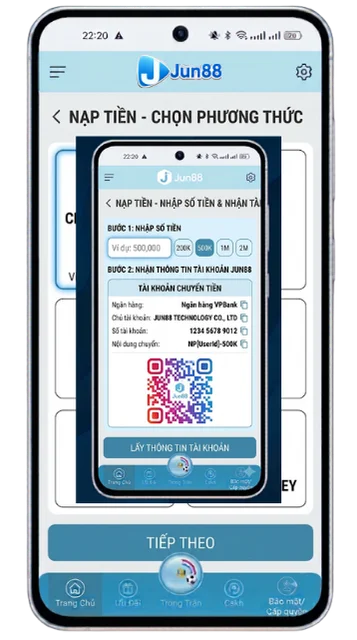 22:20
Jun88
NẠP TIỀN - CHỌN PHƯƠNG THỨC
22:20
Jun88
NẠP TIỀN - NHẬP SỐ TIỀN & NHẬN TÀI
BƯỚC 1: NHẬP SỐ TIỀN
Ví dụ: 500,000 200K 500K 1M 2M
BƯỚC 2: NHẬN THÔNG TIN TÀI KHOẢN JUN88
TÀI KHOẢN CHUYỂN TIỀN
Ngân hàng: Ngân hàng VPBank
Chủ tài khoản: JUN88 TECHNOLOGY CO., LTD
Số tài khoản: 1234 5678 9012
Nội dung chuyển: NP[UserId]-500K
Jun88
LẤY THÔNG TIN TÀI KHOẢN
Trang Chủ
EY
TIẾP THEO
Trang Chủ Ưu Đãi Bảo mật/
Cấp quyền